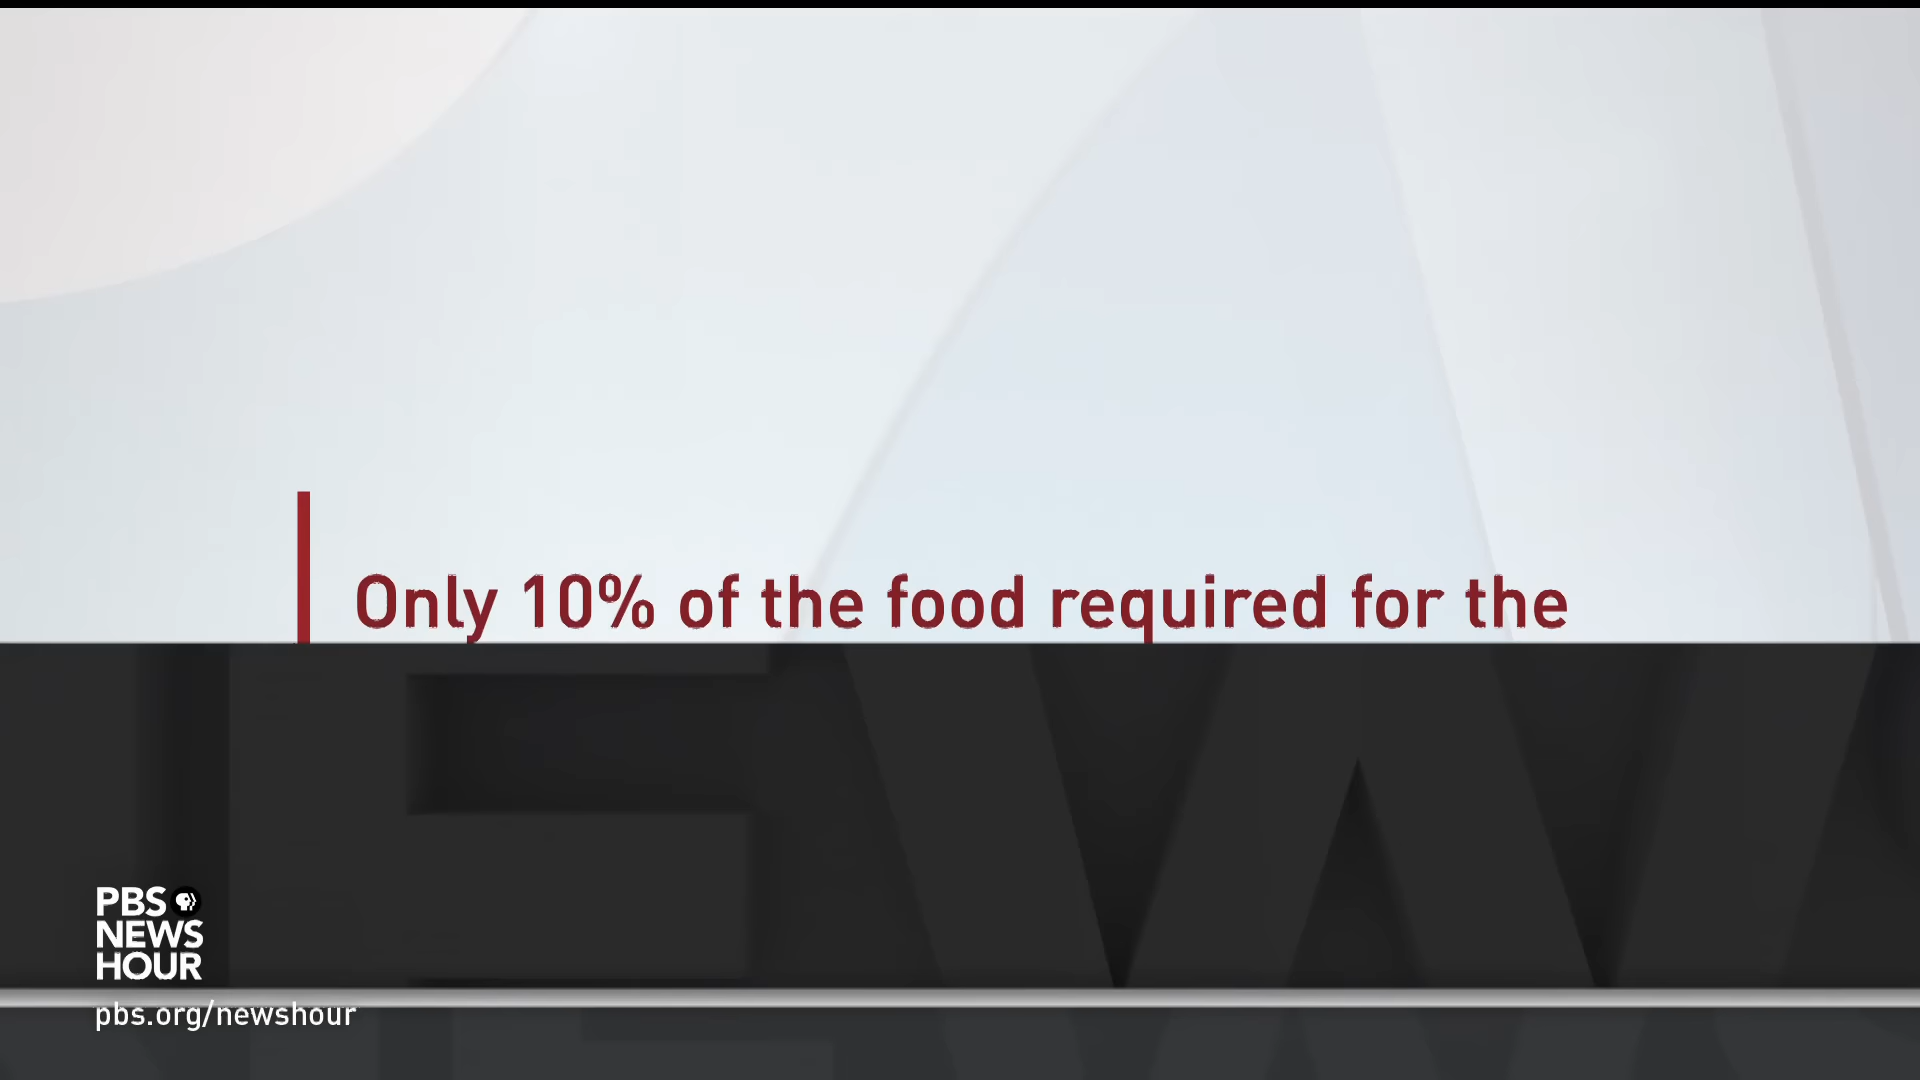 Only 10% of the food required for the
PBS
NEWS
HOUR
pbs.org/newshour